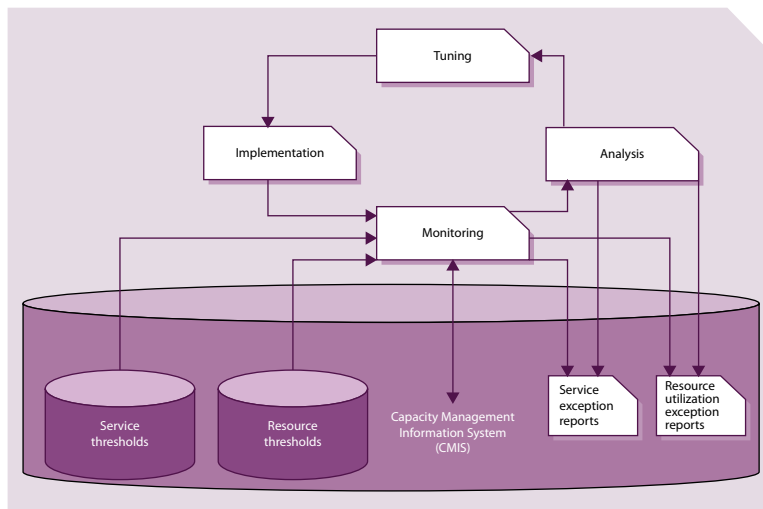 Tuning
Implementation
Analysis
Monitoring
Service
thresholds
Resource
thresholds
Capacity Management
Information System
(CMIS)
Service
exception
reports
Resource
utilization
exception
reports